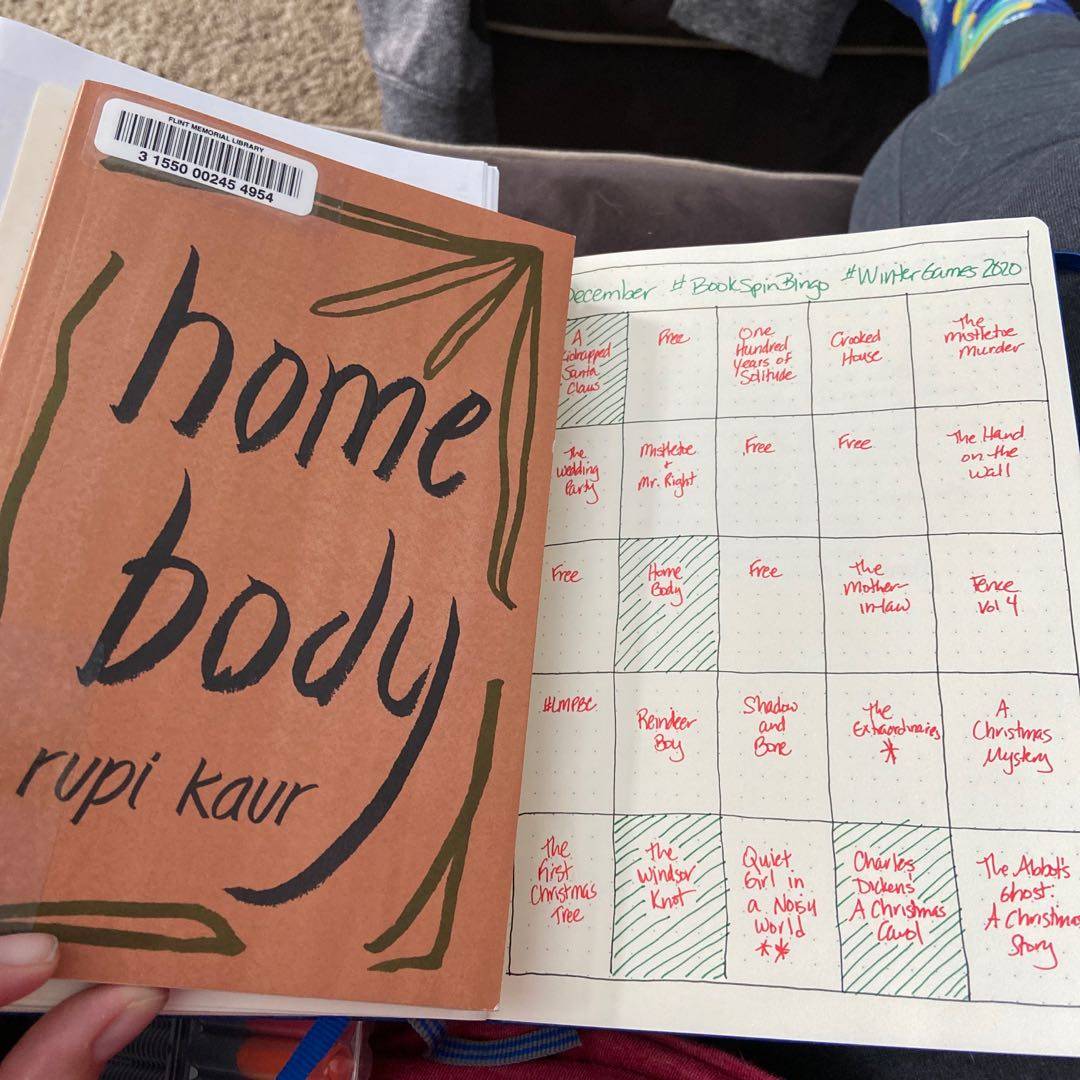 FLINT MEMORIAL LIBRARY
3 1550 00245 4954
home
body
rupi kaur
December #BookSpinBingo #WinterGames2020
A
Kidnapped
Santa
Claus
Free
One
Hundred
Years of
Solitude
Crooked
House
The
Mistletoe
Murder
The
Wedding
Party
Mistletoe
+
Mr. Right
Free
Free
The Hand
on the
Wall
Free
Home
Body
Free
The
Mother-
in-law
Fence
Vol 4
#LMPBC
Reindeer
Boy
Shadow
and
Bone
The
Extraordinaries
*
A
Christmas
Mystery
The
First
Christmas
Tree
The
Windsor
Knot
Quiet
Girl in
a Noisy
World
**
Charles
Dickens's
A Christmas
Carol
The Abbot's
Ghost:
A Christmas
Story